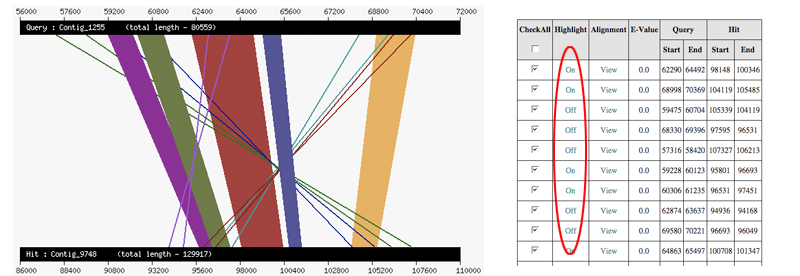 56000 57600 59200 60800 62400 64000 65600 67200 68800 70400 72000
Query : Contig_1255 (total length - 80559)
Hit : Contig_9748 (total length - 129917)
86000 88400 90800 93200 95600 98000 100400 102800 105200 107600 110000
CheckAll Highlight Alignment E-Value Query Hit
Start End Start End
On View 0.0 62290 64492 98148 100346
On View 0.0 68998 70369 104119 105485
Off View 0.0 59475 60704 105339 104119
Off View 0.0 68330 69396 97595 96531
Off View 0.0 57316 58420 107327 106213
On View 0.0 59228 60123 95801 96693
On View 0.0 60306 61235 96531 97451
Off View 0.0 62874 63637 94936 94168
Off View 0.0 69580 70221 96693 96049
View 0.0 64863 65497 100708 101347